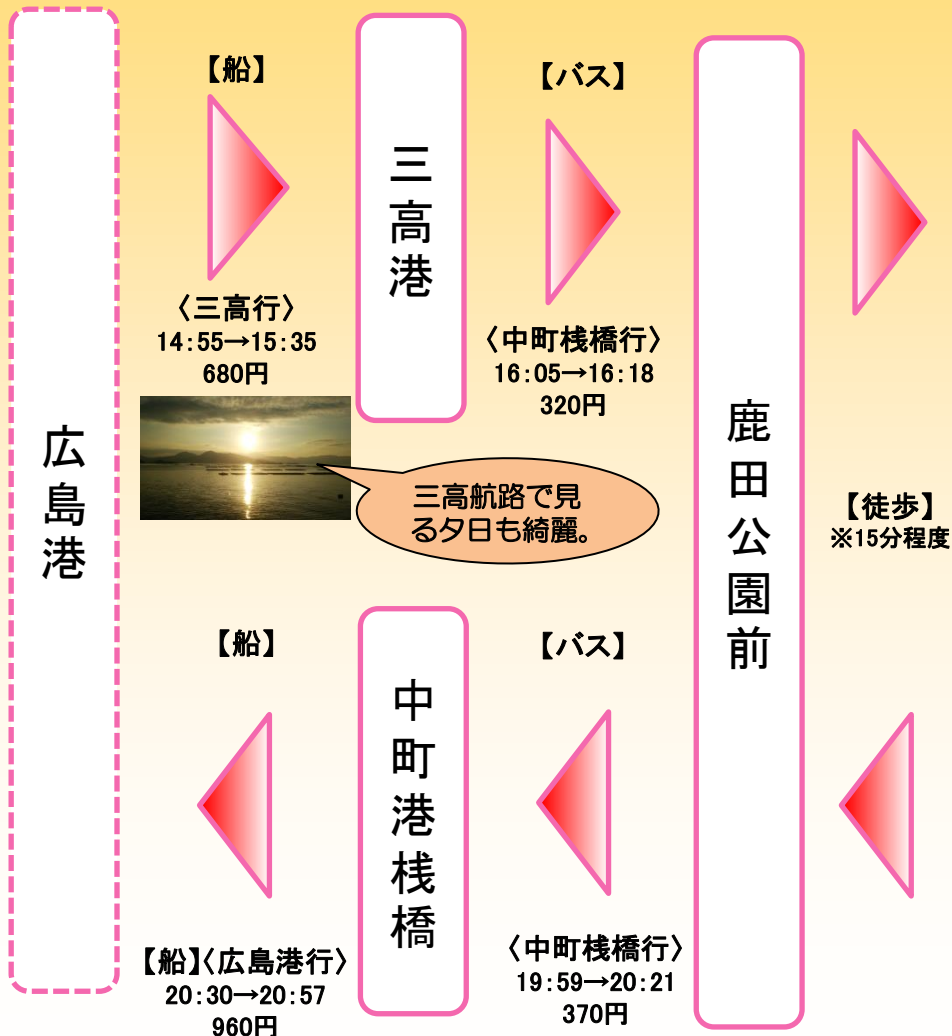 広島港
【船】
〈三高行〉
14:55→15:35
680円
三高港
【バス】
〈中町桟橋行〉
16:05→16:18
320円
三高航路で見
る夕日も綺麗。
鹿田公園前
【徒歩】
※15分程度
【バス】
〈中町桟橋行〉
19:59→20:21
370円
中町港桟橋
【船】
【船】〈広島港行〉
20:30→20:57
960円